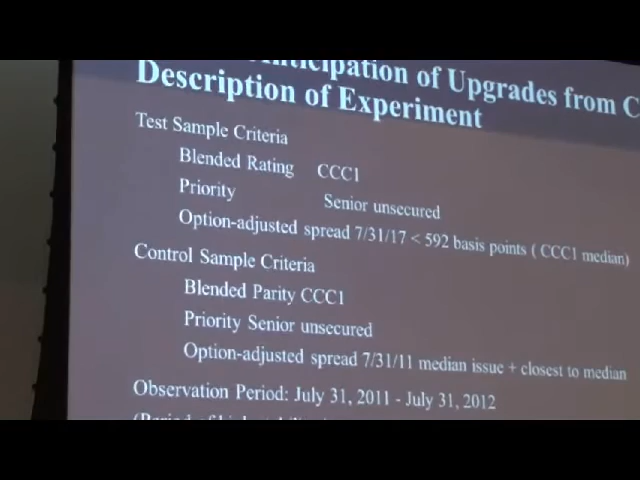 of Upgrades from
Description of Experiment
Test Sample Criteria
Blended Rating CCC1
Priority Senior unsecured
Option-adjusted spread 7/31/17 < 592 basis points ( CCC1 median)
Control Sample Criteria
Blended Parity CCC1
Priority Senior unsecured
Option-adjusted spread 7/31/11 median issue + closest to median
Observation Period: July 31, 2011 - July 31, 2012
(Period of